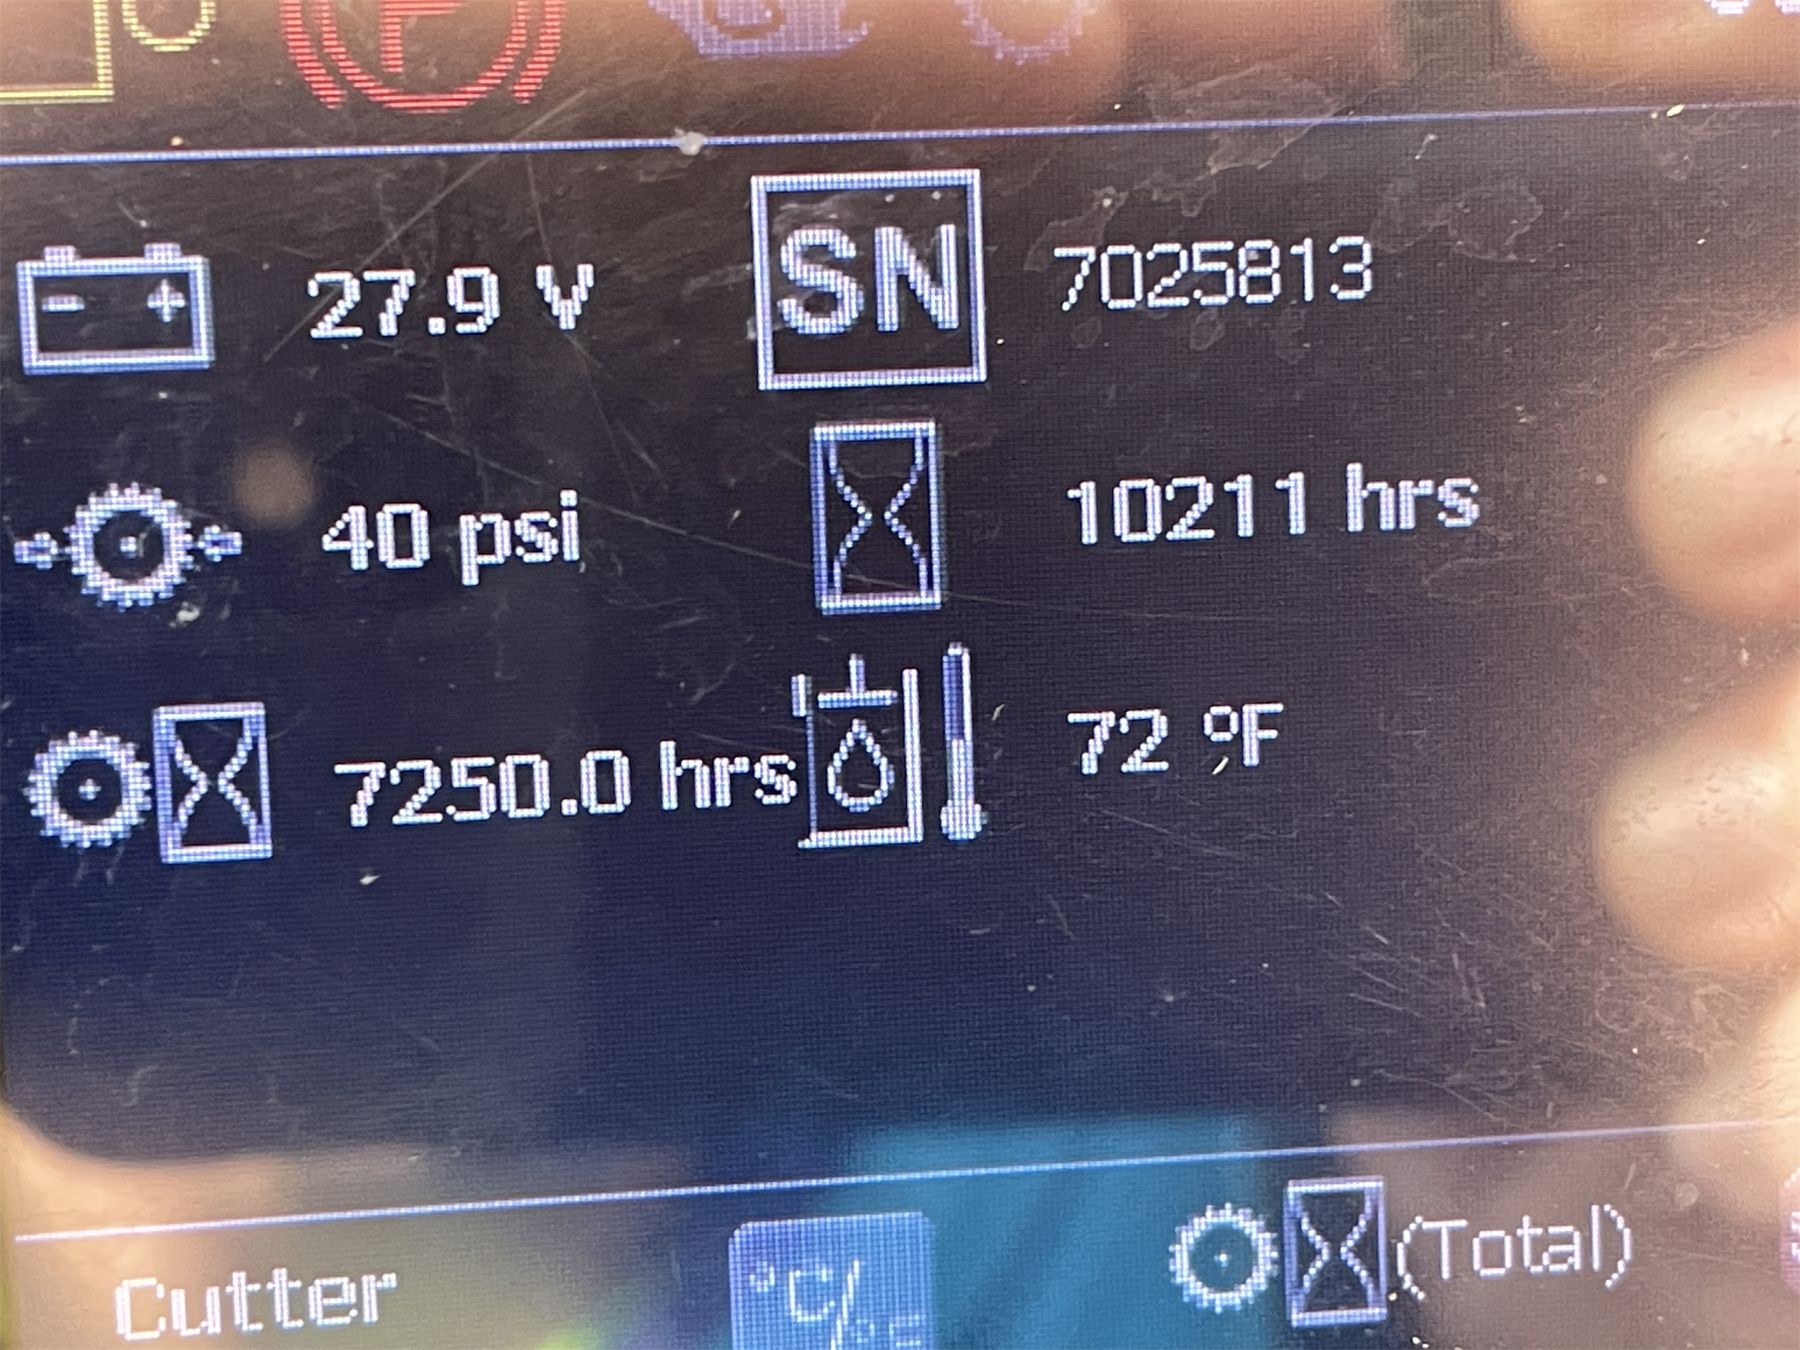 P
27.9 V
SN 7025813
40 psi
10211 hrs
7250.0 hrs
72 ºF
Cutter
°C/°F
(Total)